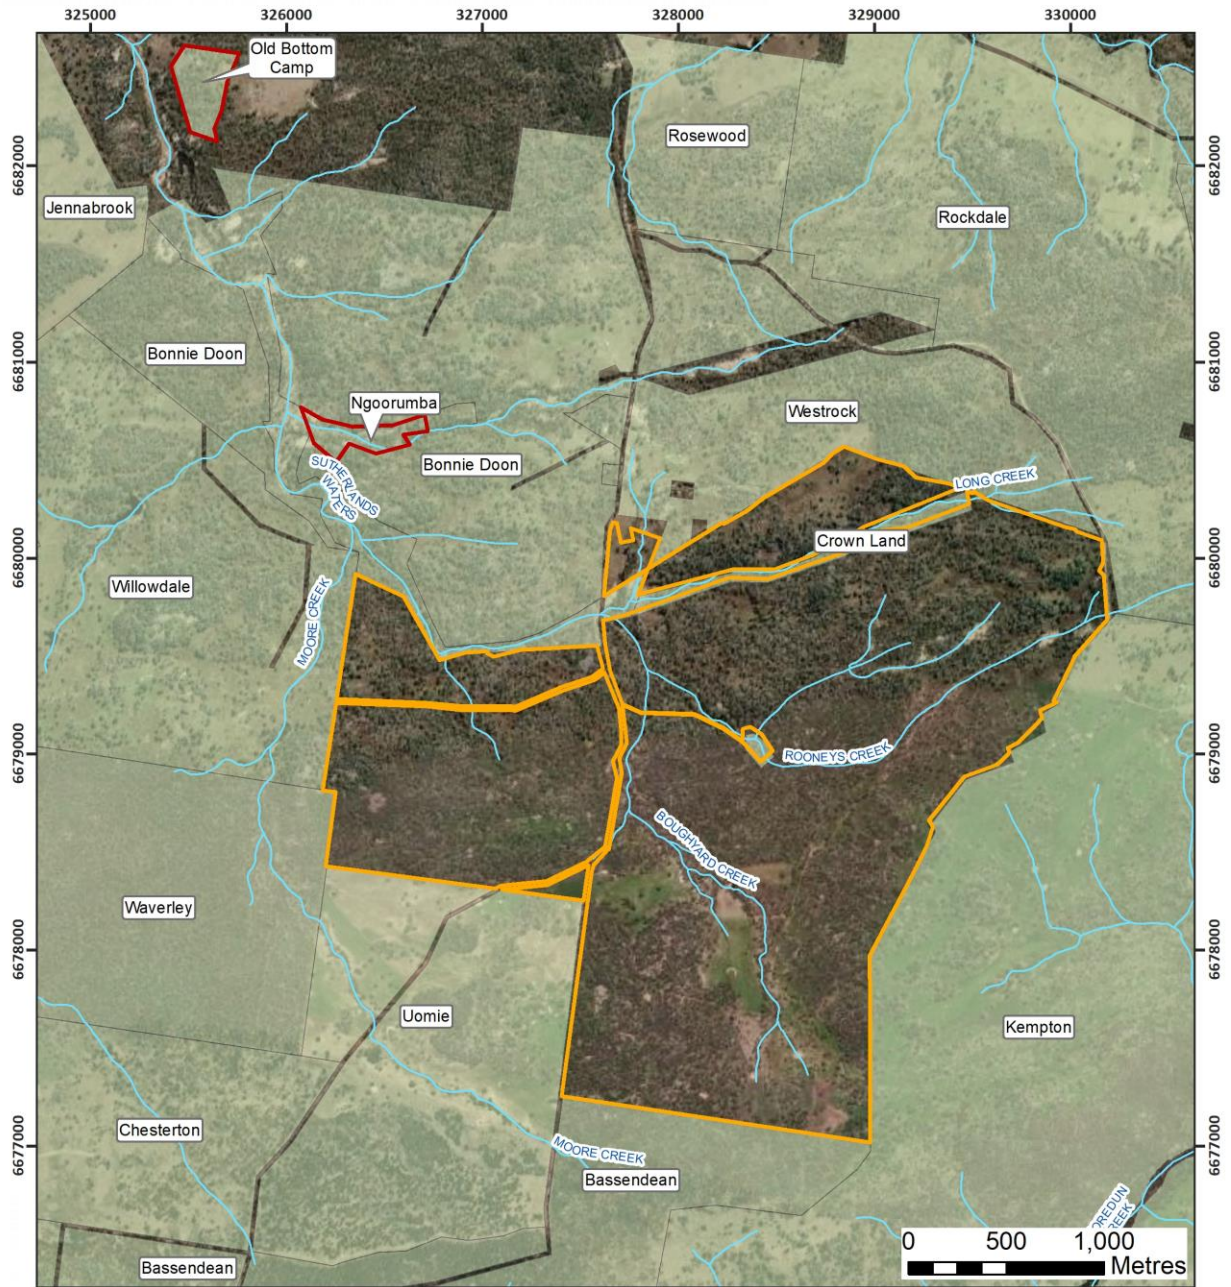 325000 326000 327000 328000 329000 330000
Old Bottom
Camp
6682000
6682000
Rosewood
Jennabrook
Rockdale
6681000
6681000
Bonnie Doon
Ngoorumba
Westrock
Bonnie Doon
SUTHERLANDS
WATERS
LONG CREEK
Crown Land
6680000
6680000
Willowdale
MOORE CREEK
6679000
6679000
ROONEYS CREEK
BOUGHYARD CREEK
Waverley
6678000
6678000
Uomie
Kempton
Chesterton
6677000
6677000
MOORE CREEK
Bassendean
OREDUN
REEK
Bassendean
0 500 1,000
Metres